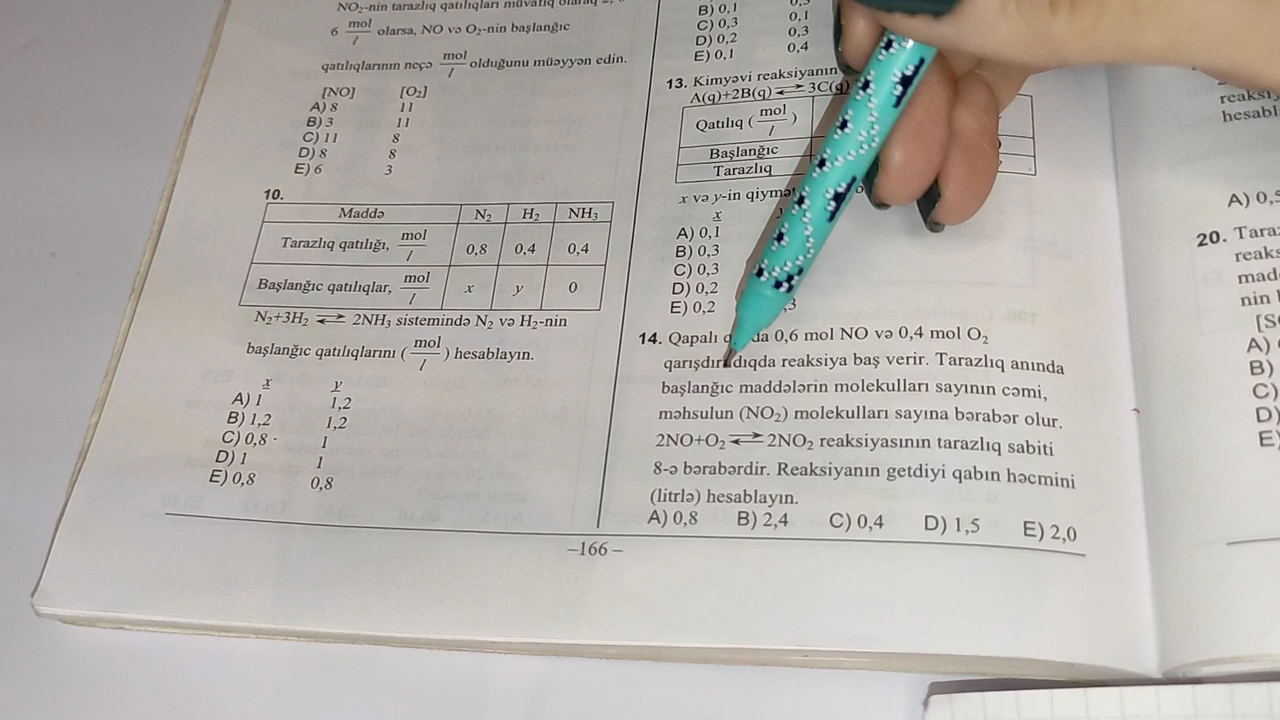 NO₂-nin tarazlıq qatılıqları müvafiq olaraq
6 mol/l olarsa, NO və O₂-nin başlanğıc
qatılıqlarının neçə mol/l olduğunu müəyyən edin.
[NO] [O₂]
A) 8 11
B) 3 11
C) 11 8
D) 8 8
E) 6 3
10.
Maddə N₂ H₂ NH₃
Tarazlıq qatılığı, mol/l 0,8 0,4 0,4
Başlanğıc qatılıqlar, mol/l x y 0
N₂+3H₂ ⇄ 2NH₃ sistemində N₂ və H₂-nin
başlanğıc qatılıqlarını (mol/l) hesablayın.
x y
A) 1 1,2
B) 1,2 1,2
C) 0,8 1
D) 1 1
E) 0,8 0,8
–166–
B) 0,1
C) 0,3 0,1
D) 0,2 0,3
E) 0,1 0,4
13. Kimyəvi reaksiyanın
A(q)+2B(q) ⇄ 3C(q)
Qatılıq (mol/l)
Başlanğıc
Tarazlıq
x və y-in
x
A) 0,1
B) 0,3
C) 0,3
D) 0,2
E) 0,2
14. Qapalı 0,6 mol NO və 0,4 mol O₂
qarışdırıldıqda reaksiya baş verir. Tarazlıq anında
başlanğıc maddələrin molekulları sayının cəmi,
məhsulun (NO₂) molekulları sayına bərabər olur.
2NO+O₂ ⇄ 2NO₂ reaksiyasının tarazlıq sabiti
8-ə bərabərdir. Reaksiyanın getdiyi qabın həcmini
(litrlə) hesablayın.
A) 0,8 B) 2,4 C) 0,4 D) 1,5 E) 2,0
A) 0,5
20.
A)
B)
C)
D)
E)